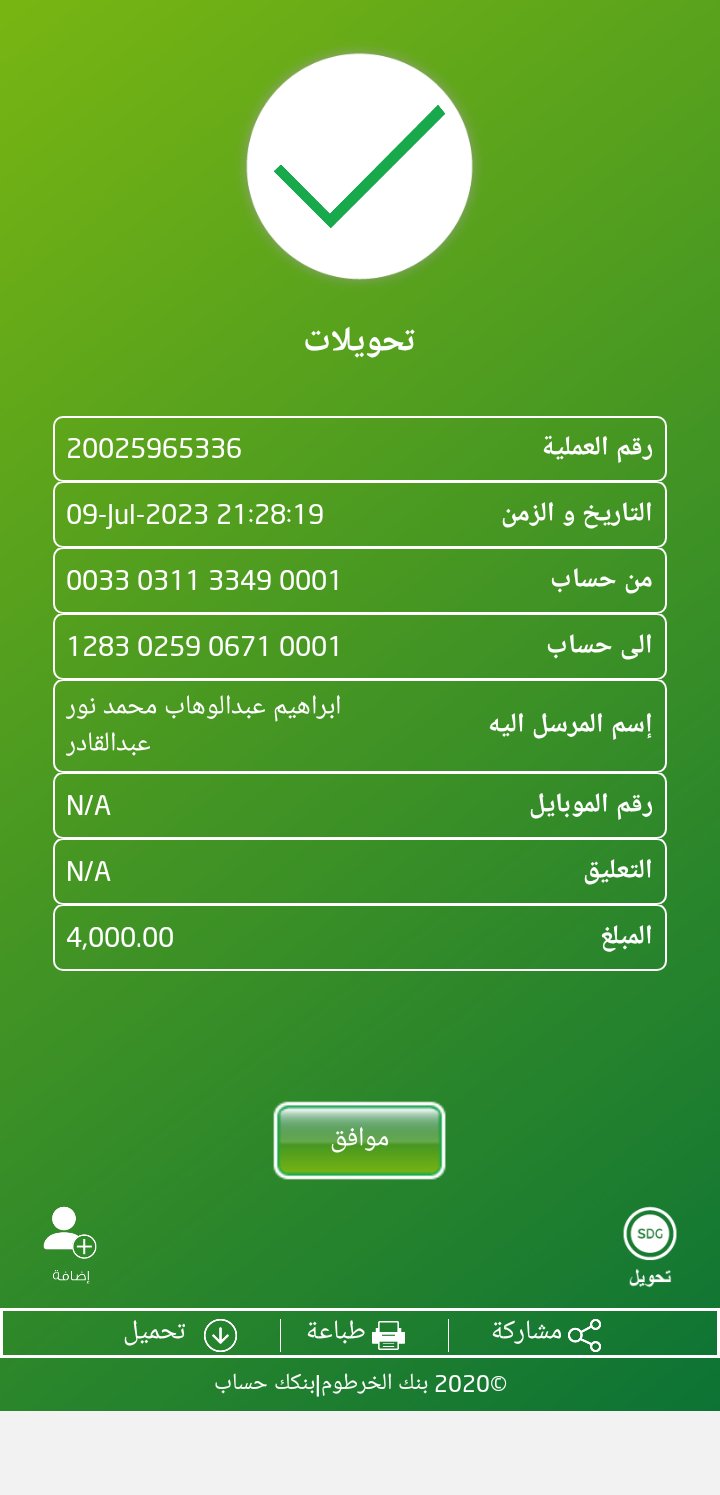 تحويلات
رقم العملية 20025965336
التاريخ و الزمن 09-Jul-2023 21:28:19
من حساب 0033 0311 3349 0001
الى حساب 1283 0259 0671 0001
إسم المرسل اليه ابراهيم عبدالوهاب محمد نور
عبدالقادر
رقم الموبايل N/A
التعليق N/A
المبلغ 4,000.00
موافق
SDG
تحويل
إضافة
مشاركة طباعة تحميل
©2020 بنك الخرطوم|بنكك حساب